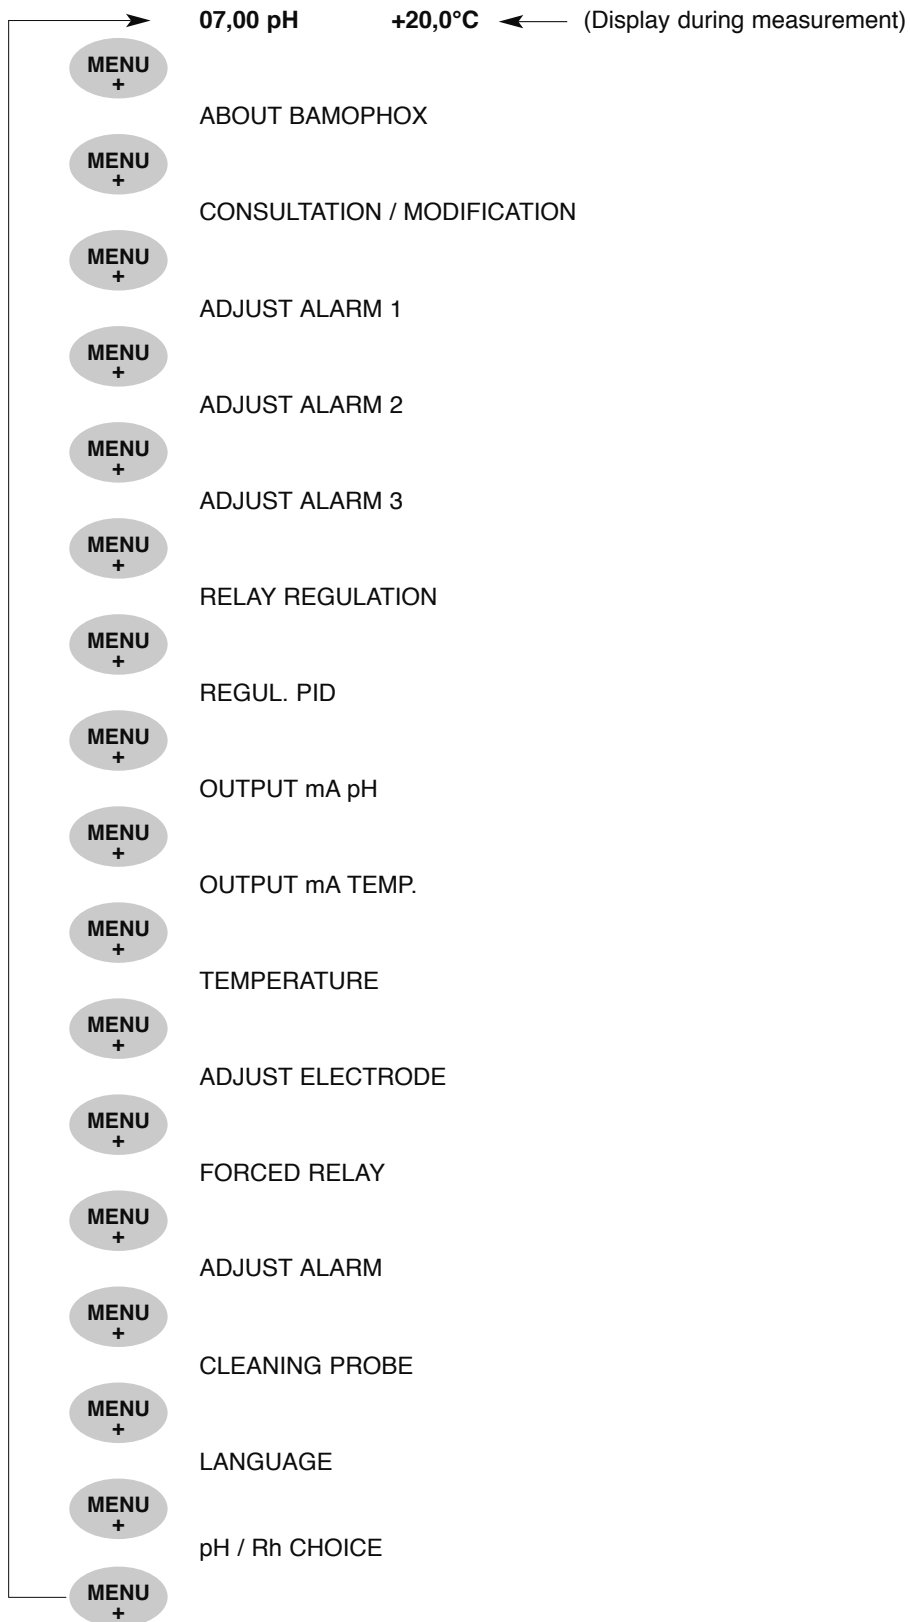 07,00 pH +20,0°C (Display during measurement)
MENU
+
ABOUT BAMOPHOX
MENU
+
CONSULTATION / MODIFICATION
MENU
+
ADJUST ALARM 1
MENU
+
ADJUST ALARM 2
MENU
+
ADJUST ALARM 3
MENU
+
RELAY REGULATION
MENU
+
REGUL. PID
MENU
+
OUTPUT mA pH
MENU
+
OUTPUT mA TEMP.
MENU
+
TEMPERATURE
MENU
+
ADJUST ELECTRODE
MENU
+
FORCED RELAY
MENU
+
ADJUST ALARM
MENU
+
CLEANING PROBE
MENU
+
LANGUAGE
MENU
+
pH / Rh CHOICE
MENU
+